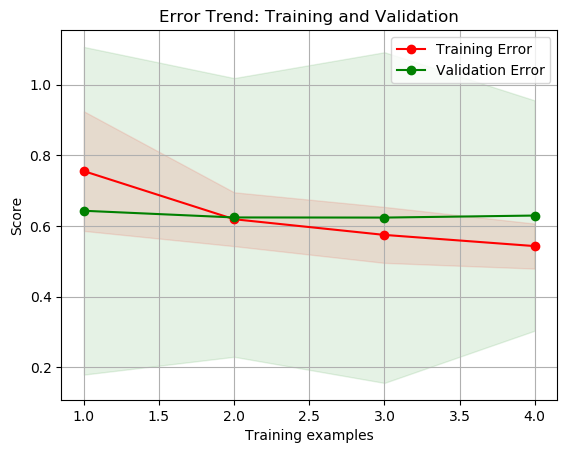 Error Trend: Training and Validation
Training Error
Validation Error
Score
1.0
0.8
0.6
0.4
0.2
1.0 1.5 2.0 2.5 3.0 3.5 4.0
Training examples